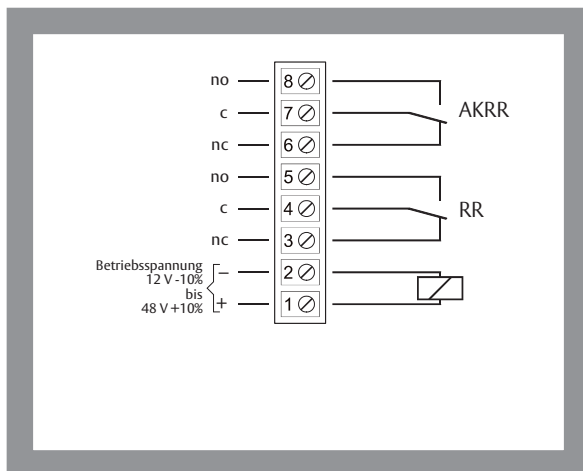 no 8
c 7 AKRR
nc 6
no 5
c 4 RR
nc 3
Betriebsspannung – 2
12 V -10%
bis
48 V +10% + 1